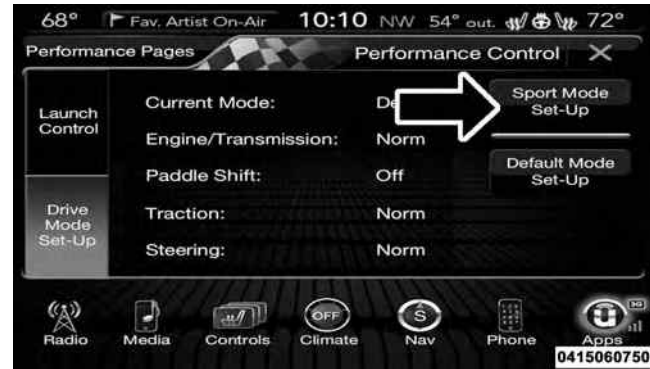 68° Fav. Artist On-Air 10:10 NW 54° out. 72°
Performance Pages Performance Control
Launch
Control
Drive
Mode
Set-Up
Current Mode: De
Engine/Transmission: Norm
Paddle Shift: Off
Traction: Norm
Steering: Norm
Sport Mode
Set-Up
Default Mode
Set-Up
OFF S 3G
Radio Media Controls Climate Nav Phone Apps
0415060750